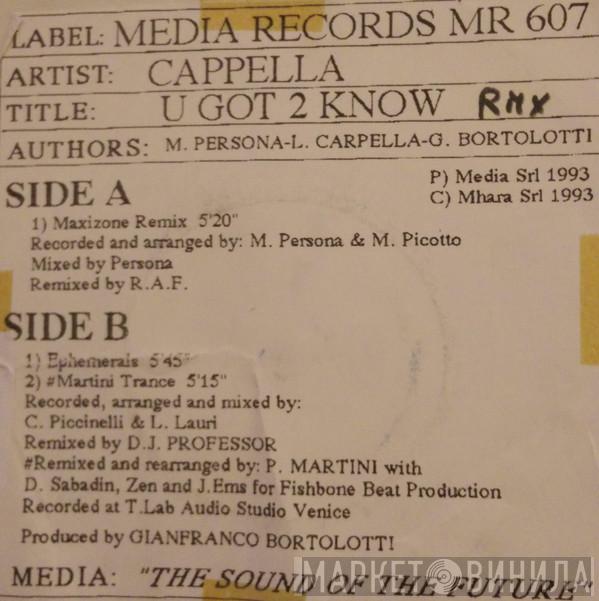 LABEL: MEDIA RECORDS MR 607
ARTIST: CAPPELLA
TITLE: U GOT 2 KNOW RMX
AUTHORS: M. PERSONA-L. CARPELLA-G. BORTOLOTTI
P) Media Srl 1993
C) Mhara Srl 1993
SIDE A
1) Maxizone Remix 5'20"
Recorded and arranged by: M. Persona & M. Picotto
Mixed by Persona
Remixed by R.A.F.
SIDE B
1) Ephemerais 5'45"
2) #Martini Trance 5'15"
Recorded, arranged and mixed by:
C. Piccinelli & L. Lauri
Remixed by D.J. PROFESSOR
#Remixed and rearranged by: P. MARTINI with
D. Sabadin, Zen and J.Ems for Fishbone Beat Production
Recorded at T.Lab Audio Studio Venice
Produced by GIANFRANCO BORTOLOTTI
MEDIA: "THE SOUND OF THE FUTURE"
МАРКЕТ ВИНИЛА